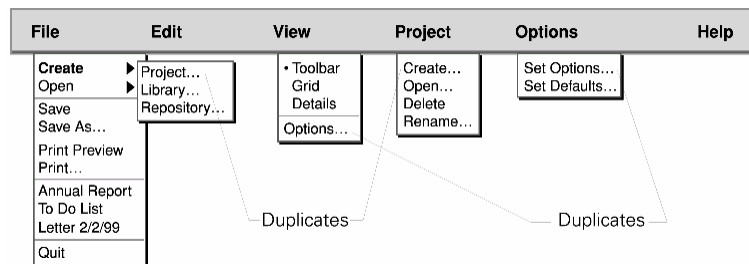 File Edit View Project Options Help
Create
Open
Save
Save As...
Print Preview
Print...
Annual Report
To Do List
Letter 2/2/99
Quit
Project...
Library...
Repository...
• Toolbar
Grid
Details
Options...
Create...
Open...
Delete
Rename...
Set Options...
Set Defaults...
Duplicates
Duplicates